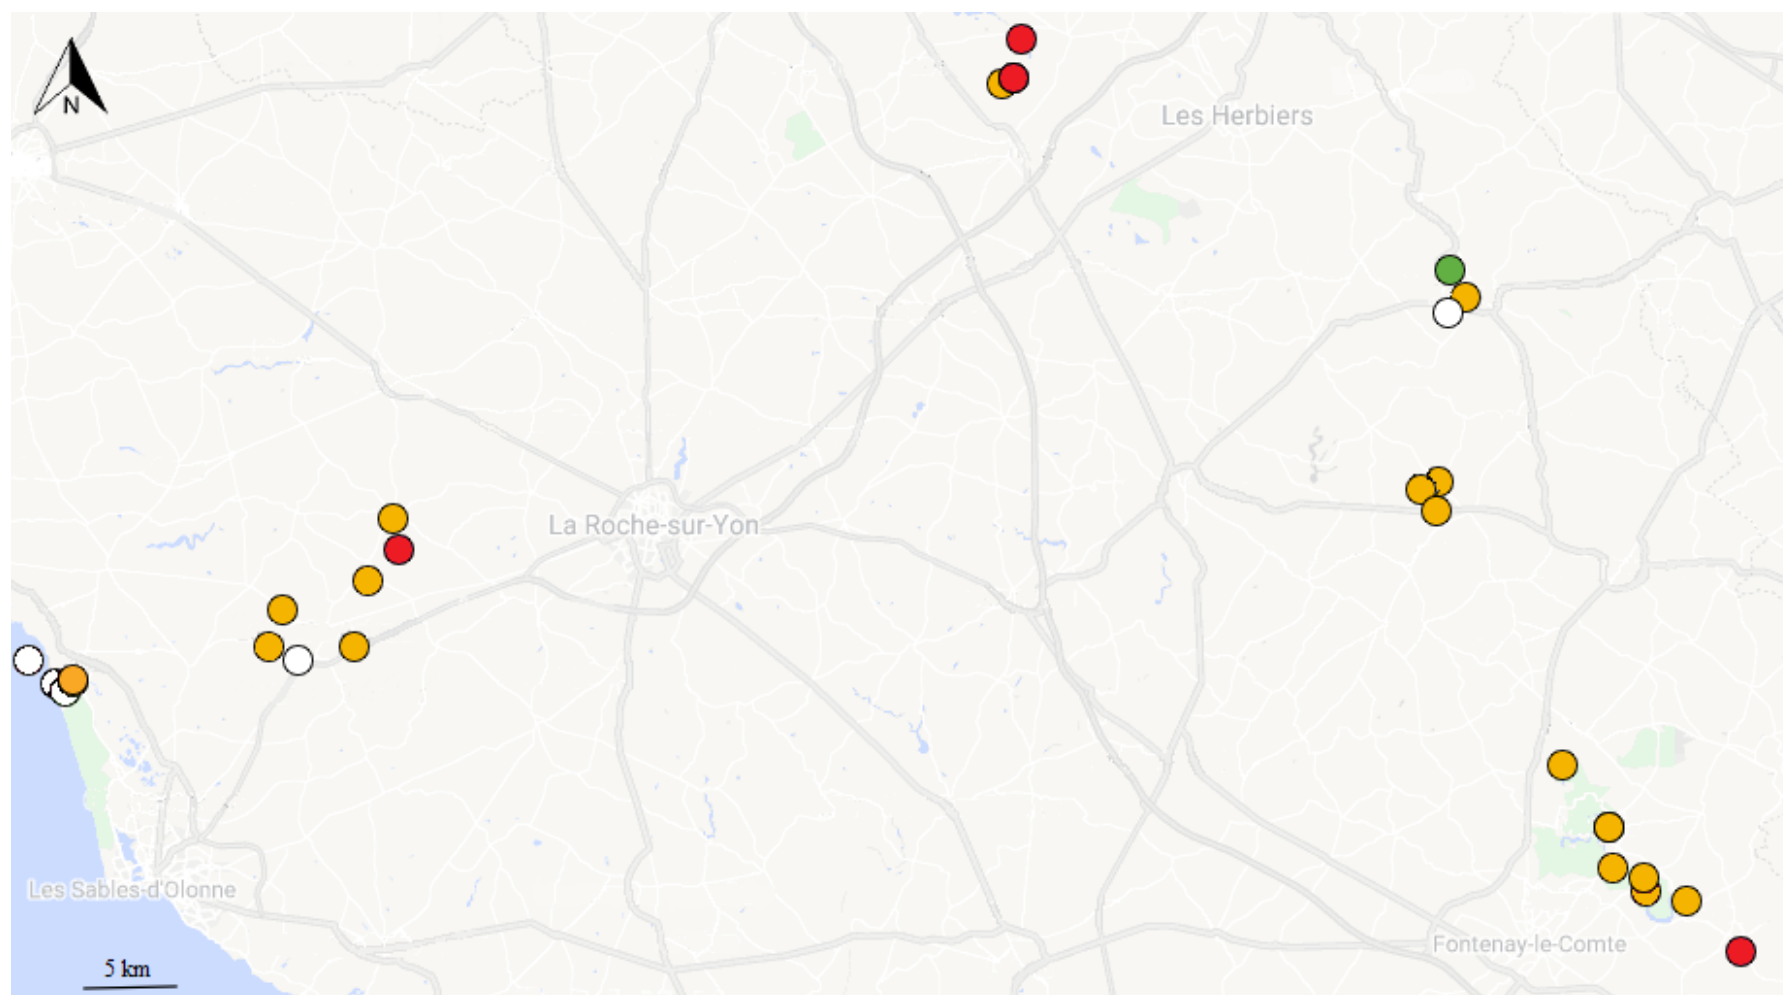 N
Les Herbiers
La Roche-sur-Yon
Les Sables-d'Olonne
Fontenay-le-Comte
5 km